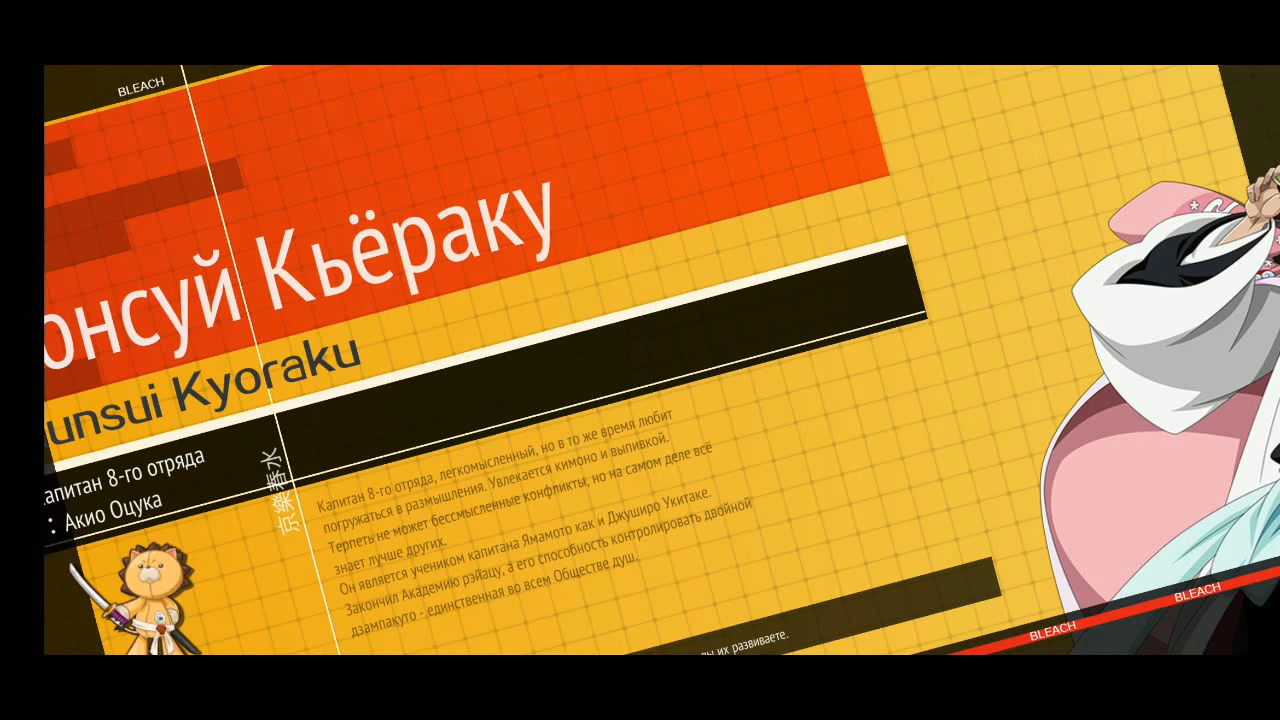 BLEACH
онсуй Кьёраку
unsui Kyoraku
апитан 8-го отряда
: Акио Оцука
京楽春水
Капитан 8-го отряда, легкомысленный, но в то же время любит
погружаться в размышления. Увлекается кимоно и выпивкой.
Терпеть не может бессмысленные конфликты, но на самом деле всё
знает лучше других.
Он является учеником капитана Ямамото как и Джуширо Укитаке.
Закончил Академию рэйацу, а его способность контролировать двойной
дзампакуто - единственная во всем Обществе душ.
вы их развиваете.
BLEACH
BLEACH